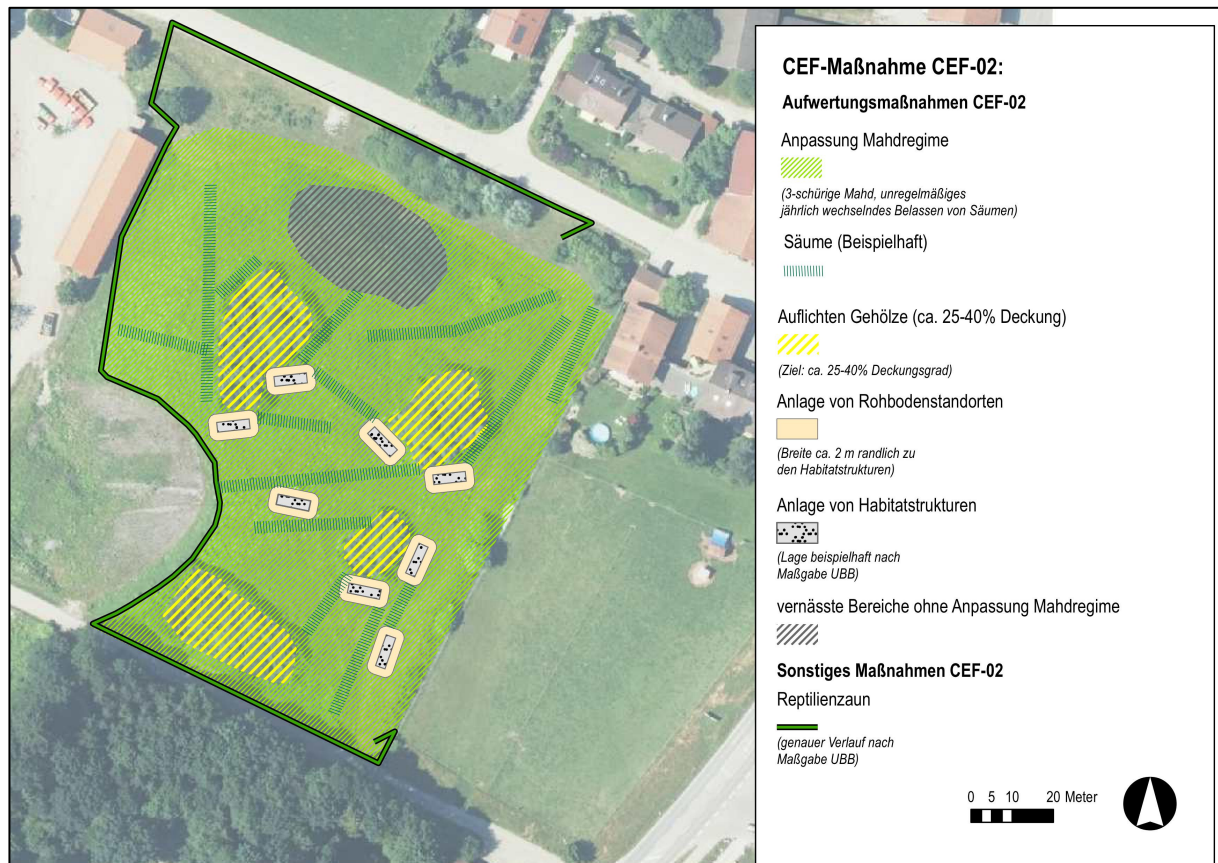 CEF-Maßnahme CEF-02:
Aufwertungsmaßnahmen CEF-02
Anpassung Mahdregime
(3-schürige Mahd, unregelmäßiges
jährlich wechselndes Belassen von Säumen)
Säume (Beispielhaft)
Auflichten Gehölze (ca. 25-40% Deckung)
(Ziel: ca. 25-40% Deckungsgrad)
Anlage von Rohbodenstandorten
(Breite ca. 2 m randlich zu
den Habitatstrukturen)
Anlage von Habitatstrukturen
(Lage beispielhaft nach
Maßgabe UBB)
vernässte Bereiche ohne Anpassung Mahdregime
Sonstiges Maßnahmen CEF-02
Reptilienzaun
(genauer Verlauf nach
Maßgabe UBB)
0 5 10 20 Meter